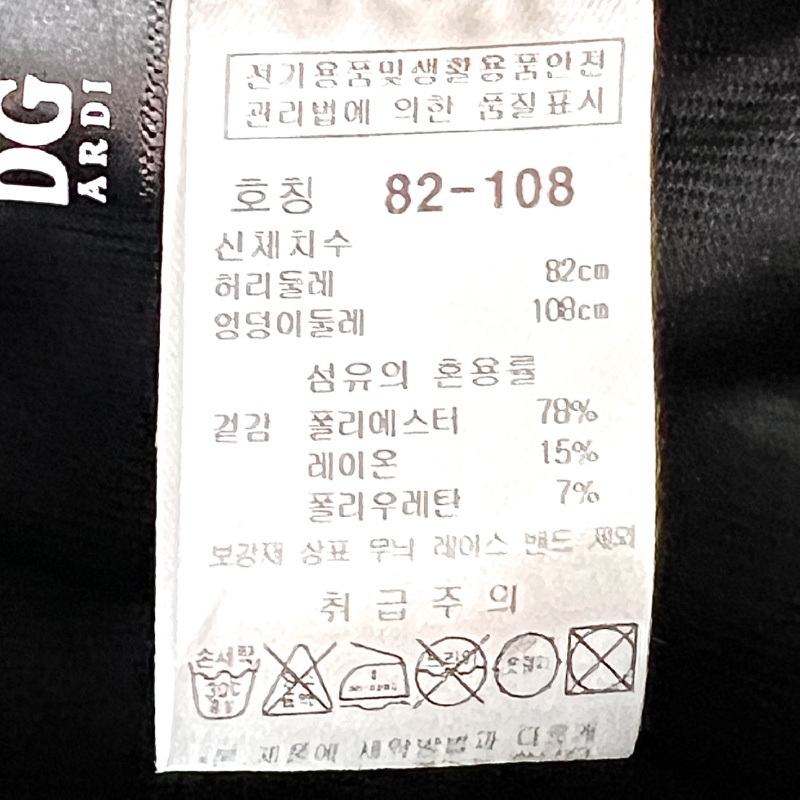 DG
ARDI
전기용품및생활용품안전
관리법에 의한 품질표시
호칭 82-108
신체치수
허리둘레 82cm
엉덩이둘레 108cm
섬유의 혼용률
겉감 폴리에스터 78%
레이온 15%
폴리우레탄 7%
보강재 상표 무늬 레이스 밴드 제외
취급주의
손세탁
드라이